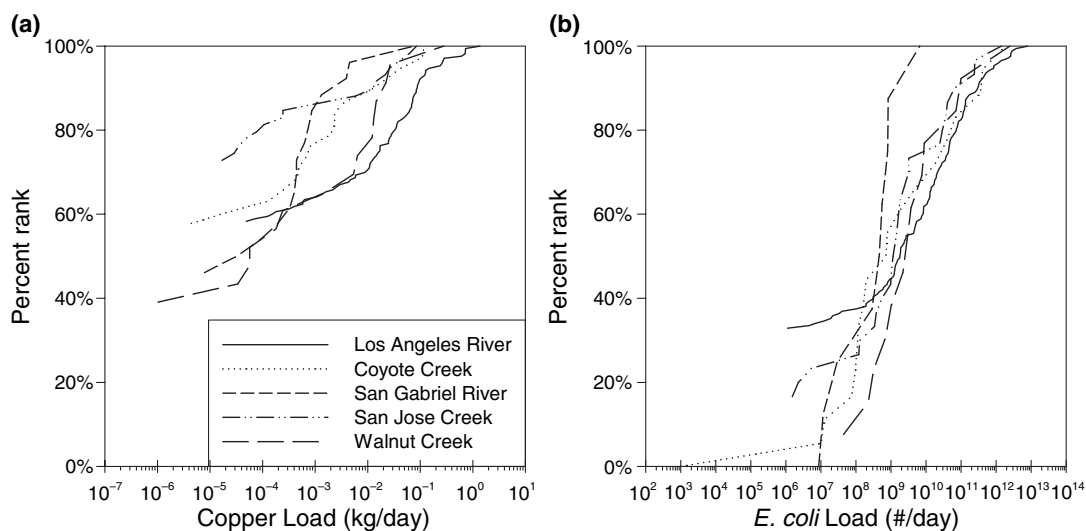 (a)
Percent rank
100%
80%
60%
40%
20%
0%
Los Angeles River
Coyote Creek
San Gabriel River
San Jose Creek
Walnut Creek
10⁻⁷ 10⁻⁶ 10⁻⁵ 10⁻⁴ 10⁻³ 10⁻² 10⁻¹ 10⁰ 10¹
Copper Load (kg/day)
(b)
Percent rank
100%
80%
60%
40%
20%
0%
10² 10³ 10⁴ 10⁵ 10⁶ 10⁷ 10⁸ 10⁹ 10¹⁰ 10¹¹ 10¹² 10¹³ 10¹⁴
E. coli Load (#/day)